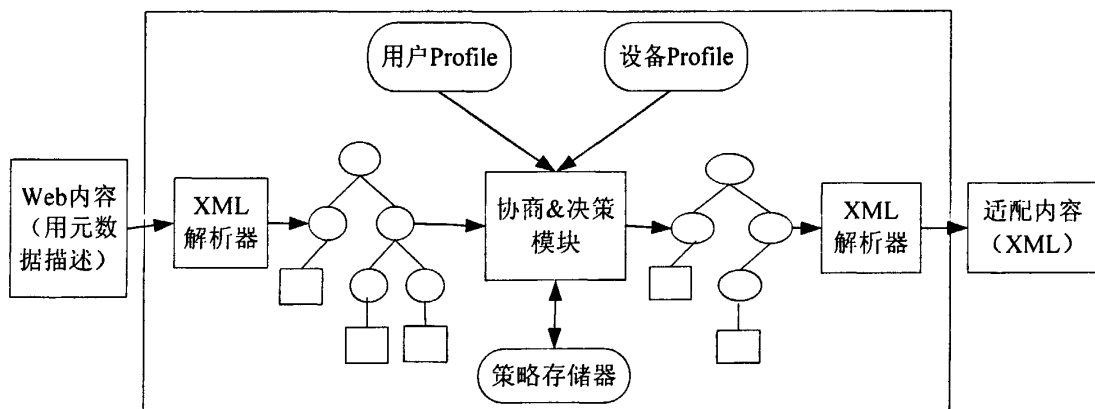 用户Profile
设备Profile
Web内容
（用元数
据描述）
XML
解析器
协商&决策
模块
XML
解析器
适配内容
（XML）
策略存储器